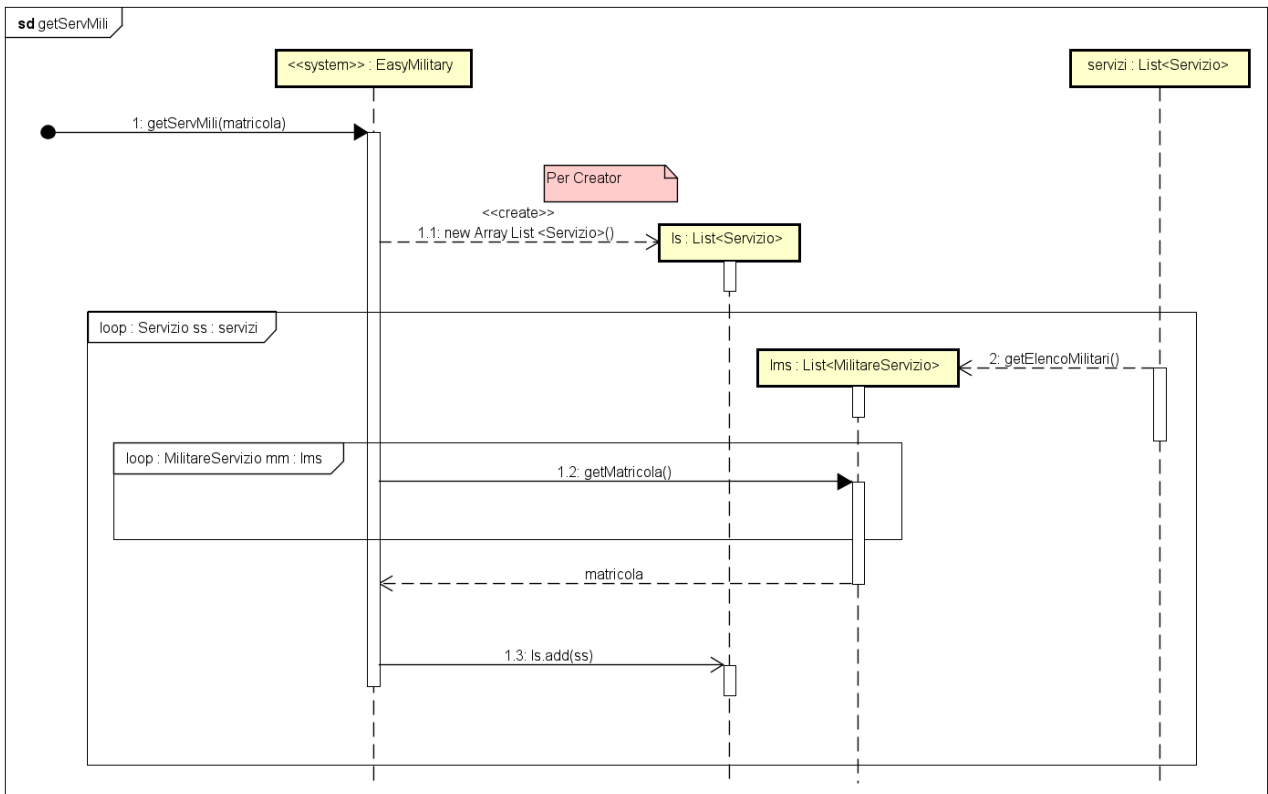 sd getServMili
<<system>> : EasyMilitary
servizi : List<Servizio>
1: getServMili(matricola)
Per Creator
<<create>>
1.1: new Array List <Servizio>()
ls : List<Servizio>
loop : Servizio ss : servizi
lms : List<MilitareServizio>
2: getElencoMilitari()
loop : MilitareServizio mm : lms
1.2: getMatricola()
matricola
1.3: ls.add(ss)